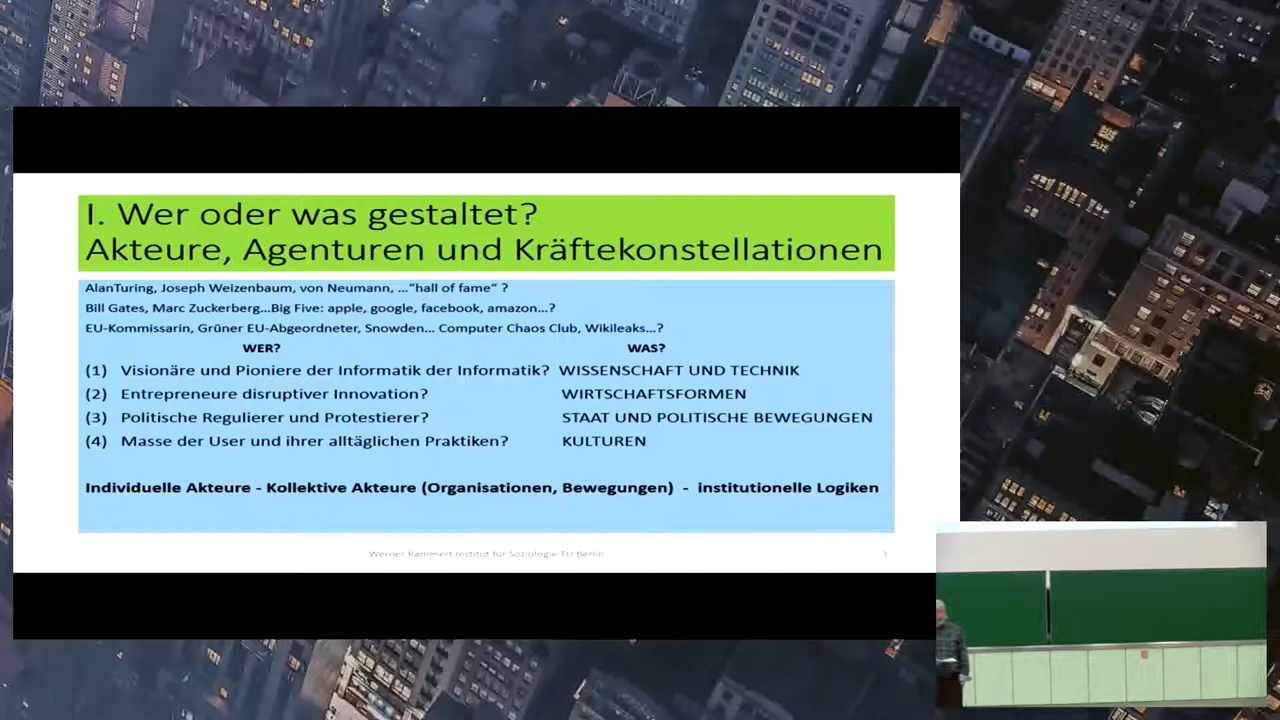 I. Wer oder was gestaltet?
Akteure, Agenturen und Kräftekonstellationen
AlanTuring, Joseph Weizenbaum, von Neumann, ...“hall of fame“ ?
Bill Gates, Marc Zuckerberg...Big Five: apple, google, facebook, amazon...?
EU-Kommissarin, Grüner EU-Abgeordneter, Snowden... Computer Chaos Club, Wikileaks...?
WER? WAS?
(1) Visionäre und Pioniere der Informatik der Informatik? WISSENSCHAFT UND TECHNIK
(2) Entrepreneure disruptiver Innovation? WIRTSCHAFTSFORMEN
(3) Politische Regulierer und Protestierer? STAAT UND POLITISCHE BEWEGUNGEN
(4) Masse der User und ihrer alltäglichen Praktiken? KULTUREN
Individuelle Akteure - Kollektive Akteure (Organisationen, Bewegungen) - institutionelle Logiken
Werner Rammert Institut für Soziologie TU Berlin 3